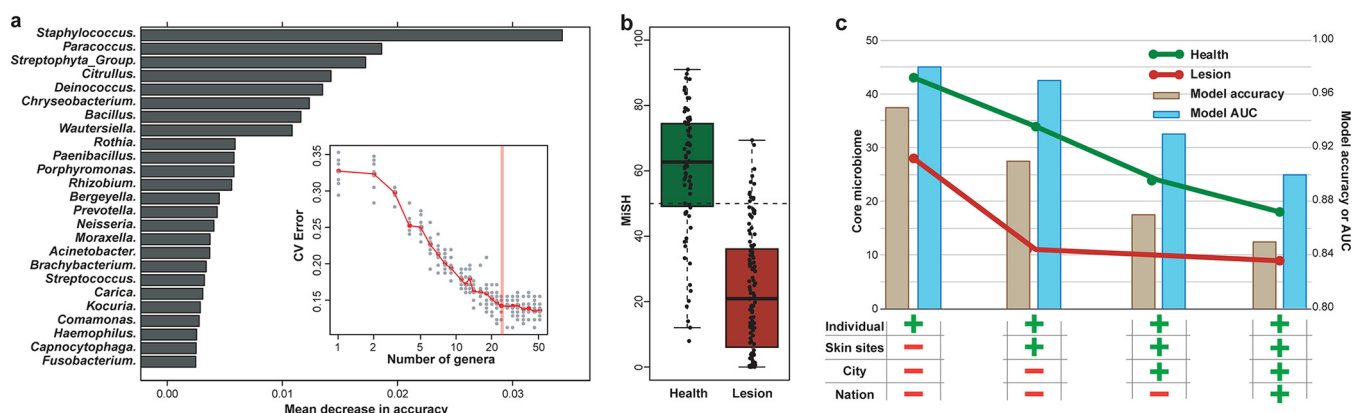 a
Staphylococcus.
Paracoccus.
Streptophyta_Group.
Citrullus.
Deinococcus.
Chryseobacterium.
Bacillus.
Wautersiella.
Rothia.
Paenibacillus.
Porphyromonas.
Rhizobium.
Bergeyella.
Prevotella.
Neisseria.
Moraxella.
Acinetobacter.
Brachybacterium.
Streptococcus.
Carica.
Kocuria.
Comamonas.
Haemophilus.
Capnocytophaga.
Fusobacterium.
0.00 0.01 0.02 0.03
Mean decrease in accuracy
CV Error
0.35
0.30
0.25
0.20
0.15
1 2 5 10 20 50
Number of genera
b
MiSH
100
80
60
40
20
0
Health Lesion
c
Core microbiome
50
40
30
20
10
0
Health
Lesion
Model accuracy
Model AUC
1.00
0.96
0.92
0.88
0.84
0.80
Model accuracy or AUC
Individual + + + +
Skin sites − + + +
City − − + +
Nation − − − +